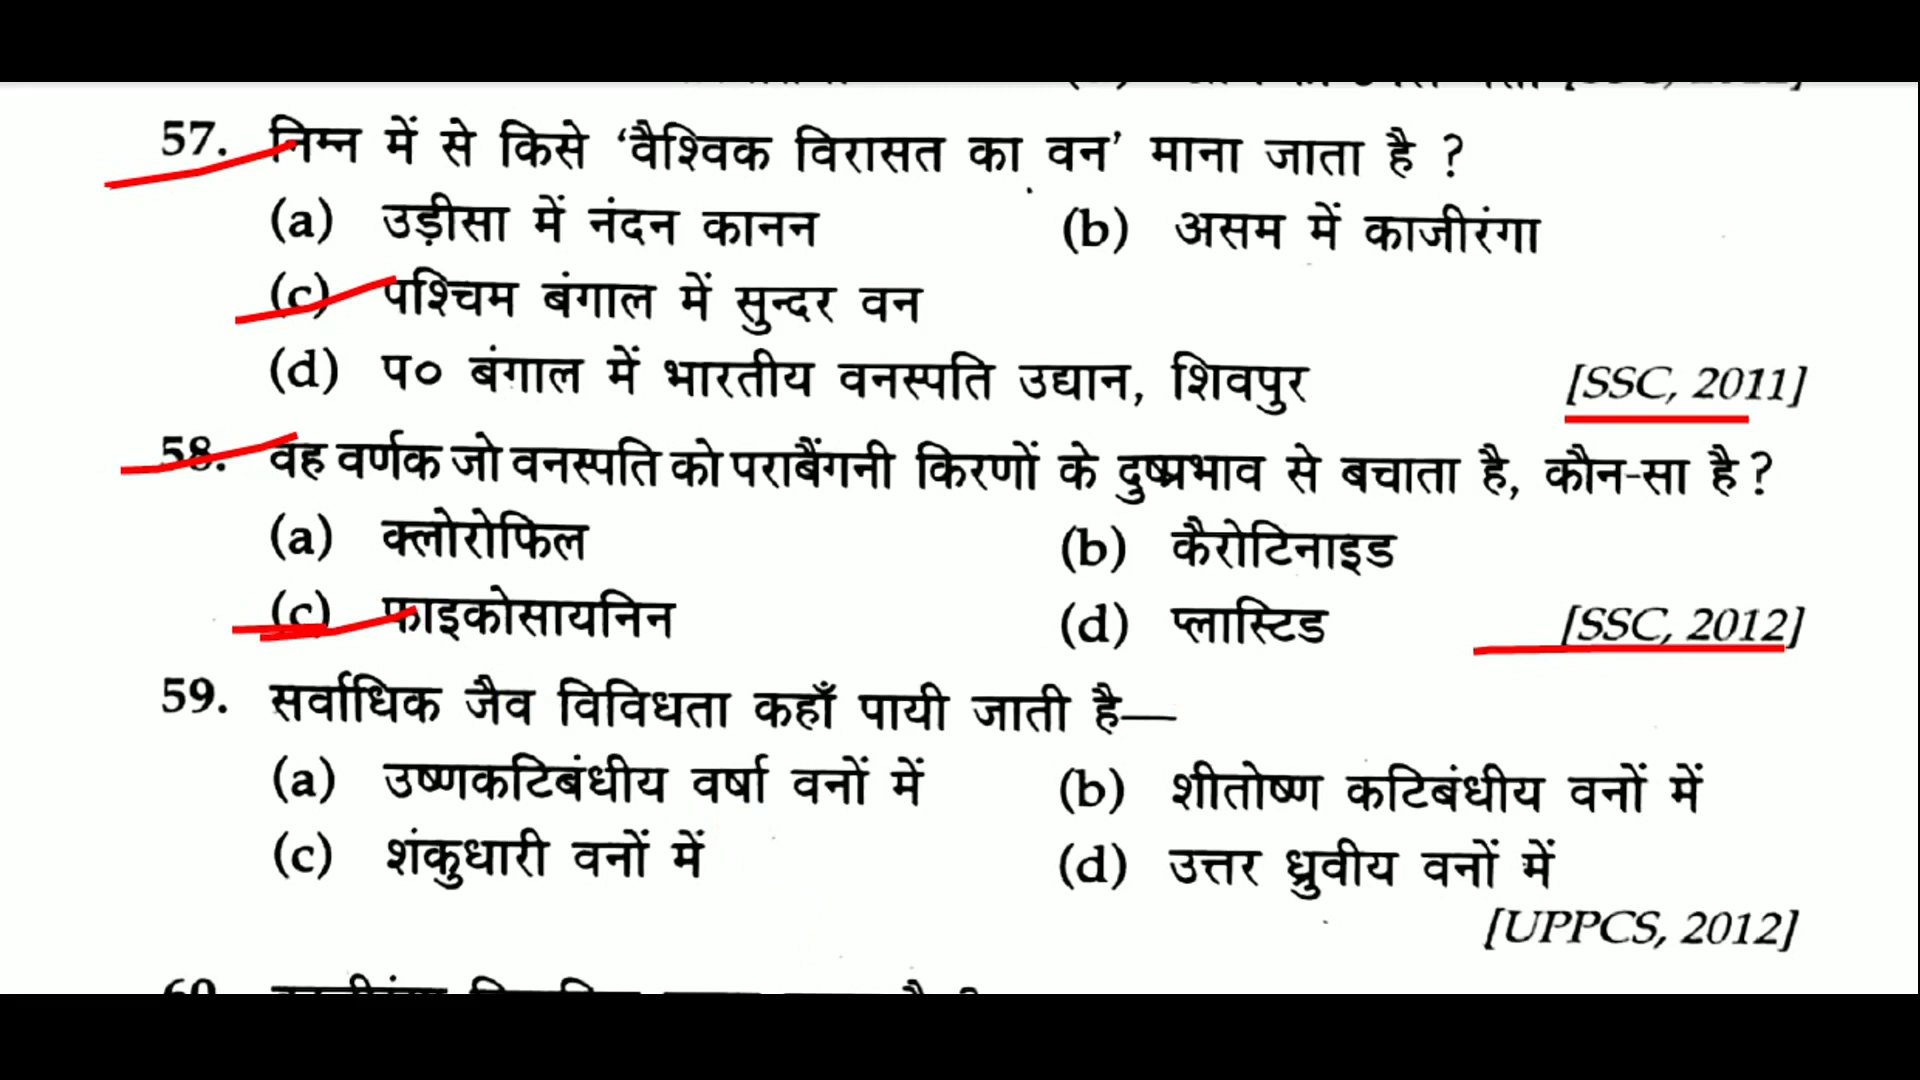 57. निम्न में से किसे ‘वैश्विक विरासत का वन’ माना जाता है ?
(a) उड़ीसा में नंदन कानन (b) असम में काजीरंगा
(c) पश्चिम बंगाल में सुन्दर वन
(d) प० बंगाल में भारतीय वनस्पति उद्यान, शिवपुर [SSC, 2011]
58. वह वर्णक जो वनस्पति को पराबैंगनी किरणों के दुष्प्रभाव से बचाता है, कौन-सा है ?
(a) क्लोरोफिल (b) कैरोटिनाइड
(c) फाइकोसायनिन (d) प्लास्टिड [SSC, 2012]
59. सर्वाधिक जैव विविधता कहाँ पायी जाती है—
(a) उष्णकटिबंधीय वर्षा वनों में (b) शीतोष्ण कटिबंधीय वनों में
(c) शंकुधारी वनों में (d) उत्तर ध्रुवीय वनों में
[UPPCS, 2012]